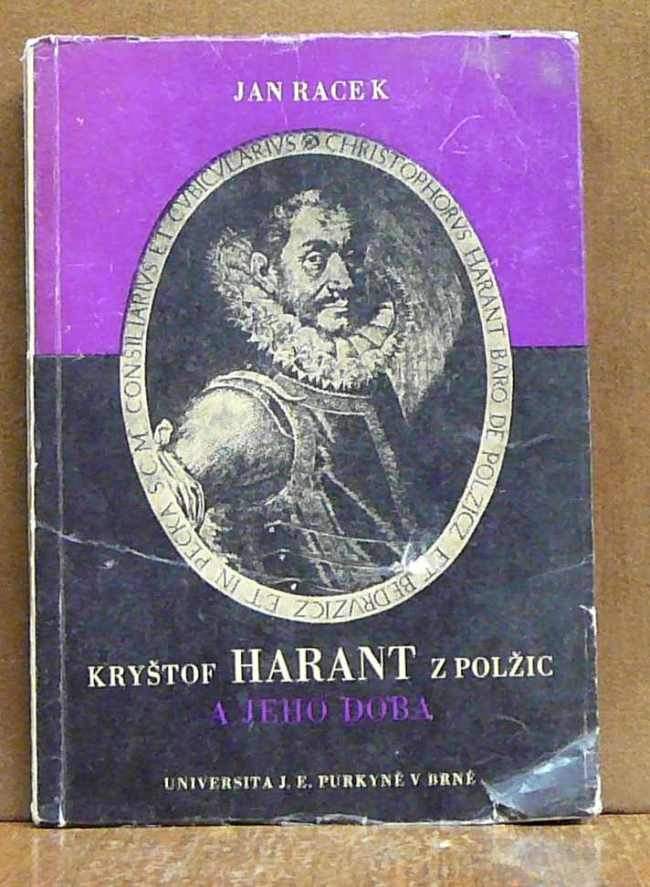 JAN RACEK
CHRISTOPHORVS HARANT BARO DE POLZICZ ET BEDRVZICZ ET IN PECKA S.C.M. CONSILIARIVS ET CVBICVLARIVS
KRYŠTOF HARANT Z POLŽIC
A JEHO DOBA
UNIVERSITA J. E. PURKYNĚ V BRNĚ